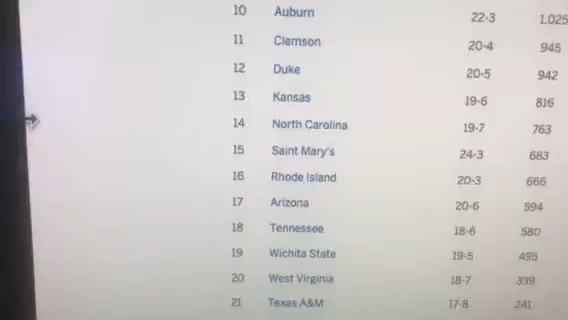 10 Auburn 22-3 1,025
11 Clemson 20-4 945
12 Duke 20-5 942
13 Kansas 19-6 816
14 North Carolina 19-7 763
15 Saint Mary's 24-3 683
16 Rhode Island 20-3 666
17 Arizona 20-6 594
18 Tennessee 18-6 580
19 Wichita State 19-5 495
20 West Virginia 18-7 339
21 Texas A&M 17-8 241